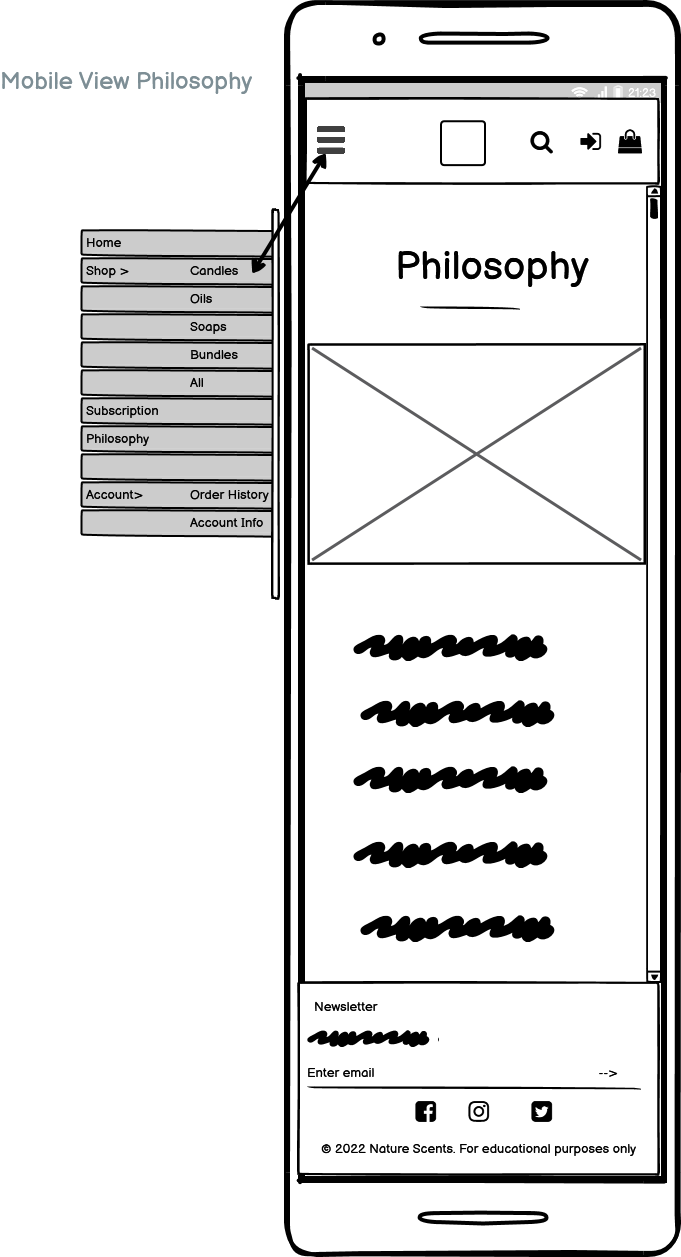 Mobile View Philosophy
21:23
Home
Shop > Candles
Oils
Soaps
Bundles
All
Subscription
Philosophy
Account> Order History
Account Info
Philosophy
Newsletter
Enter email -->
© 2022 Nature Scents. For educational purposes only